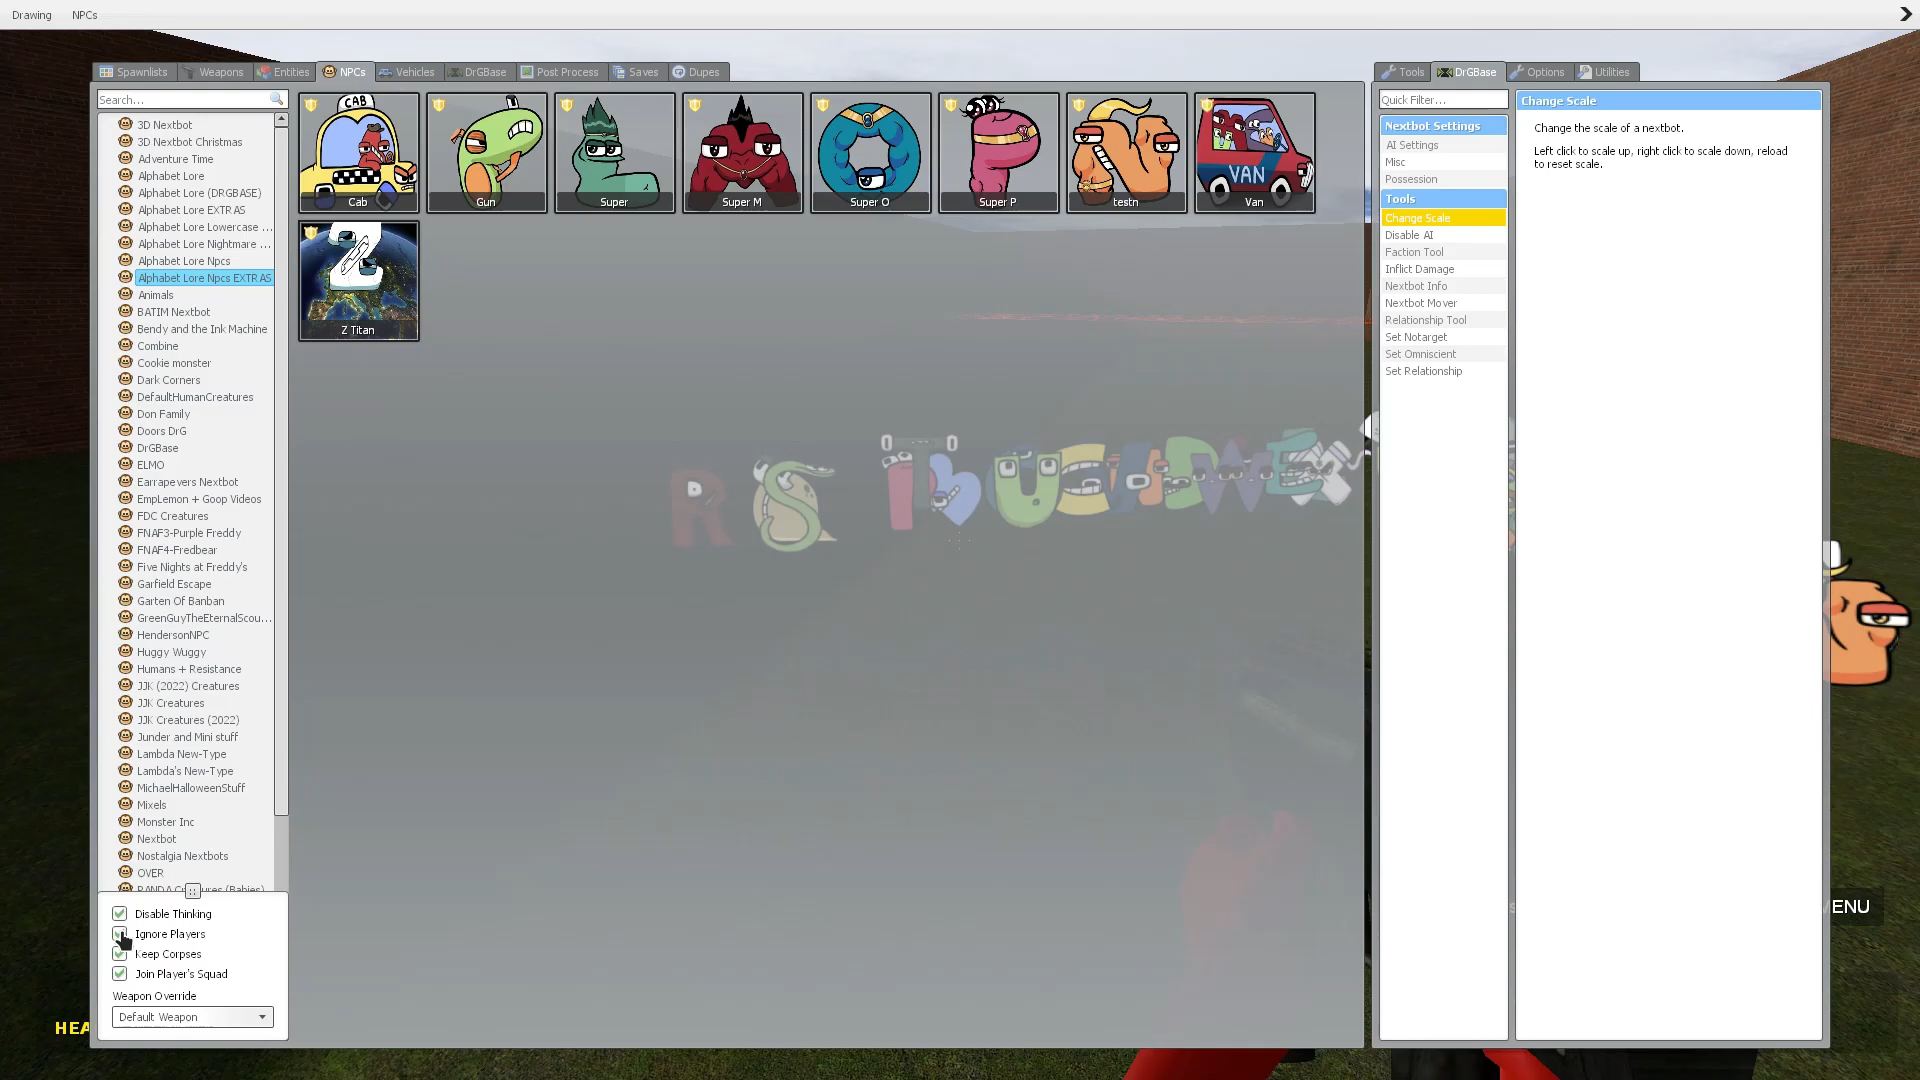 Drawing NPCs
Spawnlists Weapons Entities NPCs Vehicles DrGBase Post Process Saves Dupes
Search...
3D Nextbot
3D Nextbot Christmas
Adventure Time
Alphabet Lore
Alphabet Lore (DRGBASE)
Alphabet Lore EXTRAS
Alphabet Lore Lowercase ...
Alphabet Lore Nightmare ...
Alphabet Lore Npcs
Alphabet Lore Npcs EXTRAS
Animals
BATIM Nextbot
Bendy and the Ink Machine
Combine
Cookie monster
Dark Corners
DefaultHumanCreatures
Don Family
Doors DrG
DrGBase
ELMO
Earrapevers Nextbot
EmpLemon + Goop Videos
FDC Creatures
FNAF3-Purple Freddy
FNAF4-Fredbear
Five Nights at Freddy's
Garfield Escape
Garten Of Banban
GreenGuyTheEternalScou...
HendersonNPC
Huggy Wuggy
Humans + Resistance
JJK (2022) Creatures
JJK Creatures
JJK Creatures (2022)
Junder and Mini stuff
Lambda New-Type
Lambda's New-Type
MichaelHalloweenStuff
Mixels
Monster Inc
Nextbot
Nostalgia Nextbots
OVER
Disable Thinking
Ignore Players
Keep Corpses
Join Player's Squad
Weapon Override
Default Weapon
HEA
CAB
VAN
Cab Gun Super Super M Super O Super P testn Van
Z
Z Titan
R S
Tools DrGBase Options Utilities
Quick Filter...
Nextbot Settings
AI Settings
Misc
Possession
Tools
Change Scale
Disable AI
Faction Tool
Inflict Damage
Nextbot Info
Nextbot Mover
Relationship Tool
Set Notarget
Set Omniscient
Set Relationship
Change Scale
Change the scale of a nextbot.
Left click to scale up, right click to scale down, reload
to reset scale.
MENU